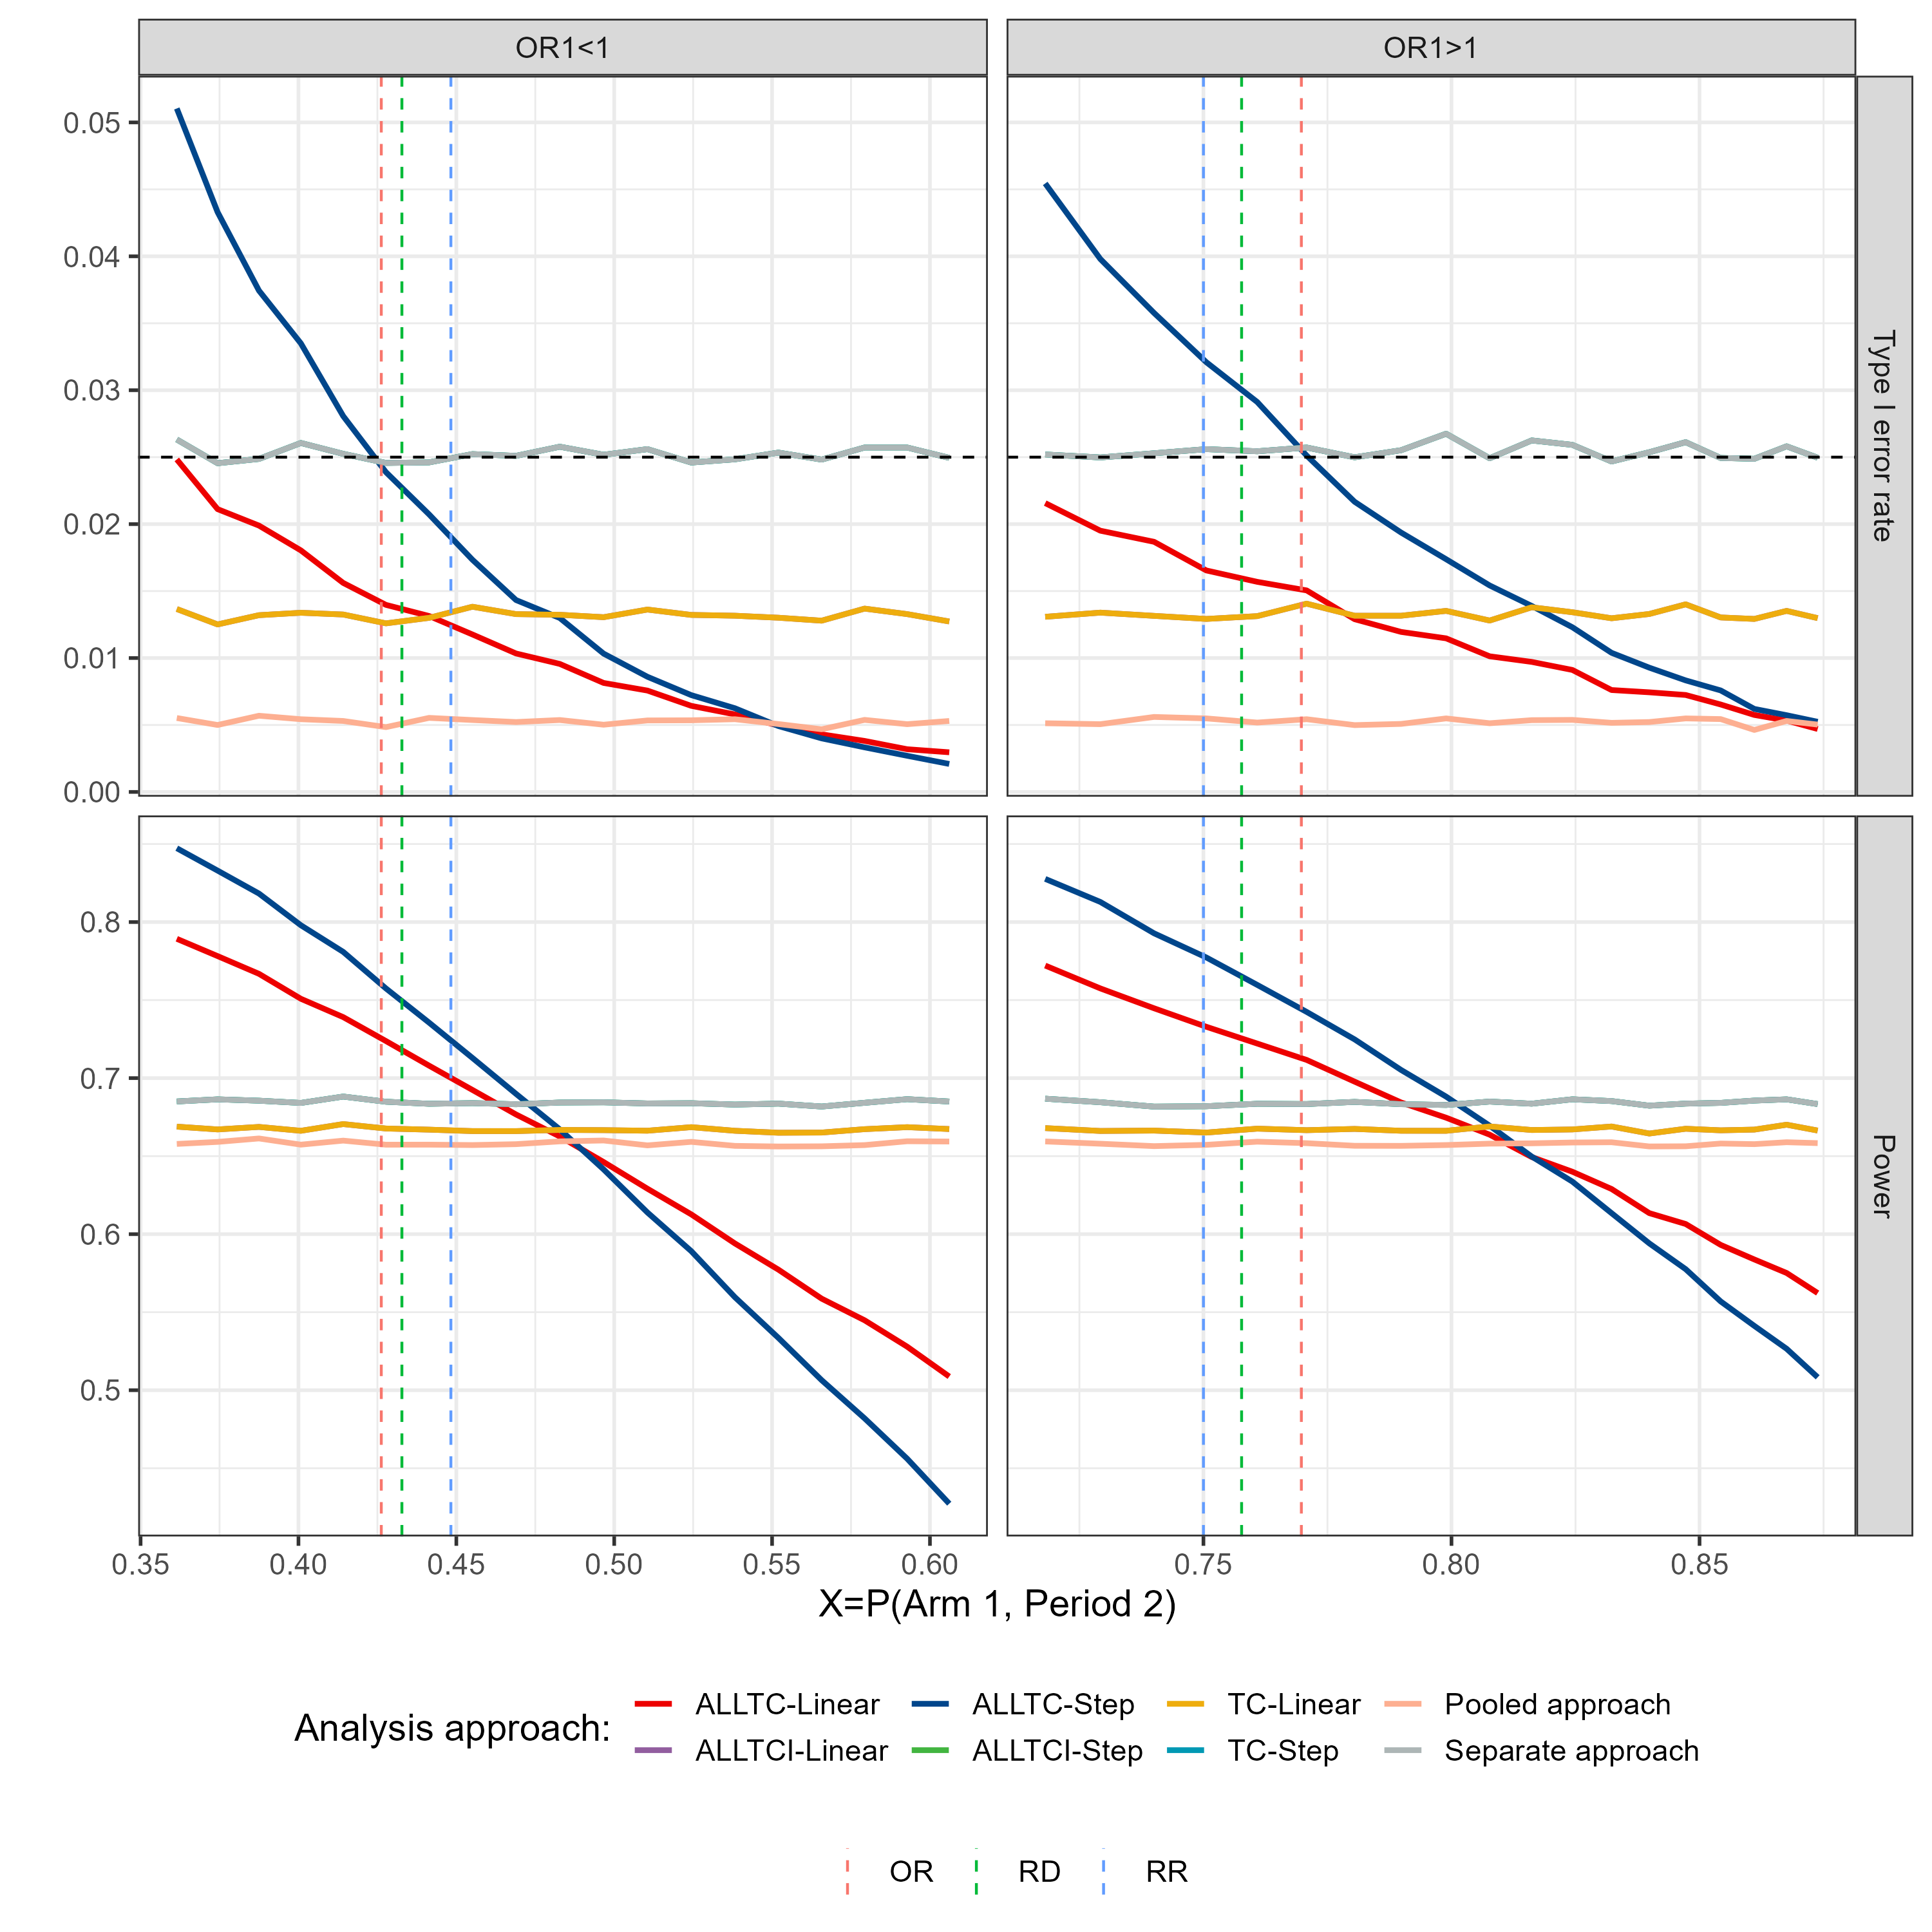 OR1<1
OR1>1
0.05
0.04
0.03
0.02
0.01
0.00
Type I error rate
0.8
0.7
0.6
0.5
Power
0.35 0.40 0.45 0.50 0.55 0.60 0.75 0.80 0.85
X=P(Arm 1, Period 2)
Analysis approach:
ALLTC-Linear ALLTC-Step TC-Linear Pooled approach
ALLTCI-Linear ALLTCI-Step TC-Step Separate approach
OR RD RR